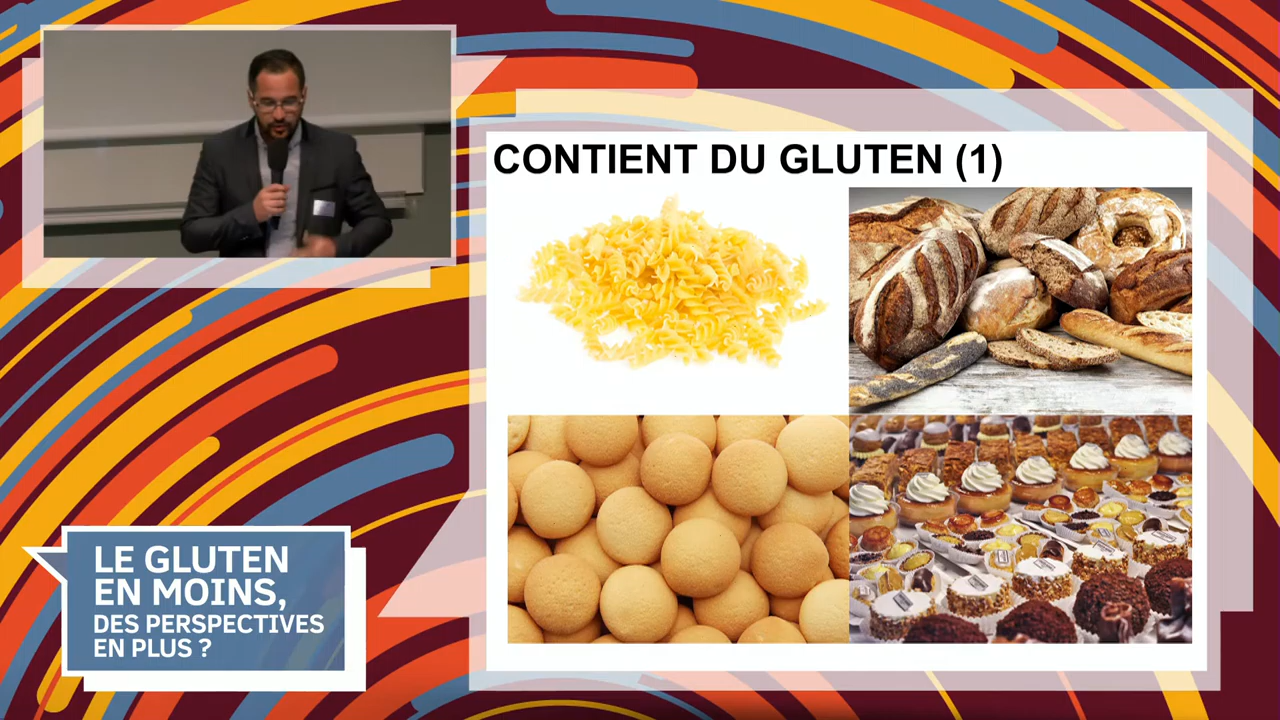 CONTIENT DU GLUTEN (1)
LE GLUTEN
EN MOINS,
DES PERSPECTIVES
EN PLUS ?